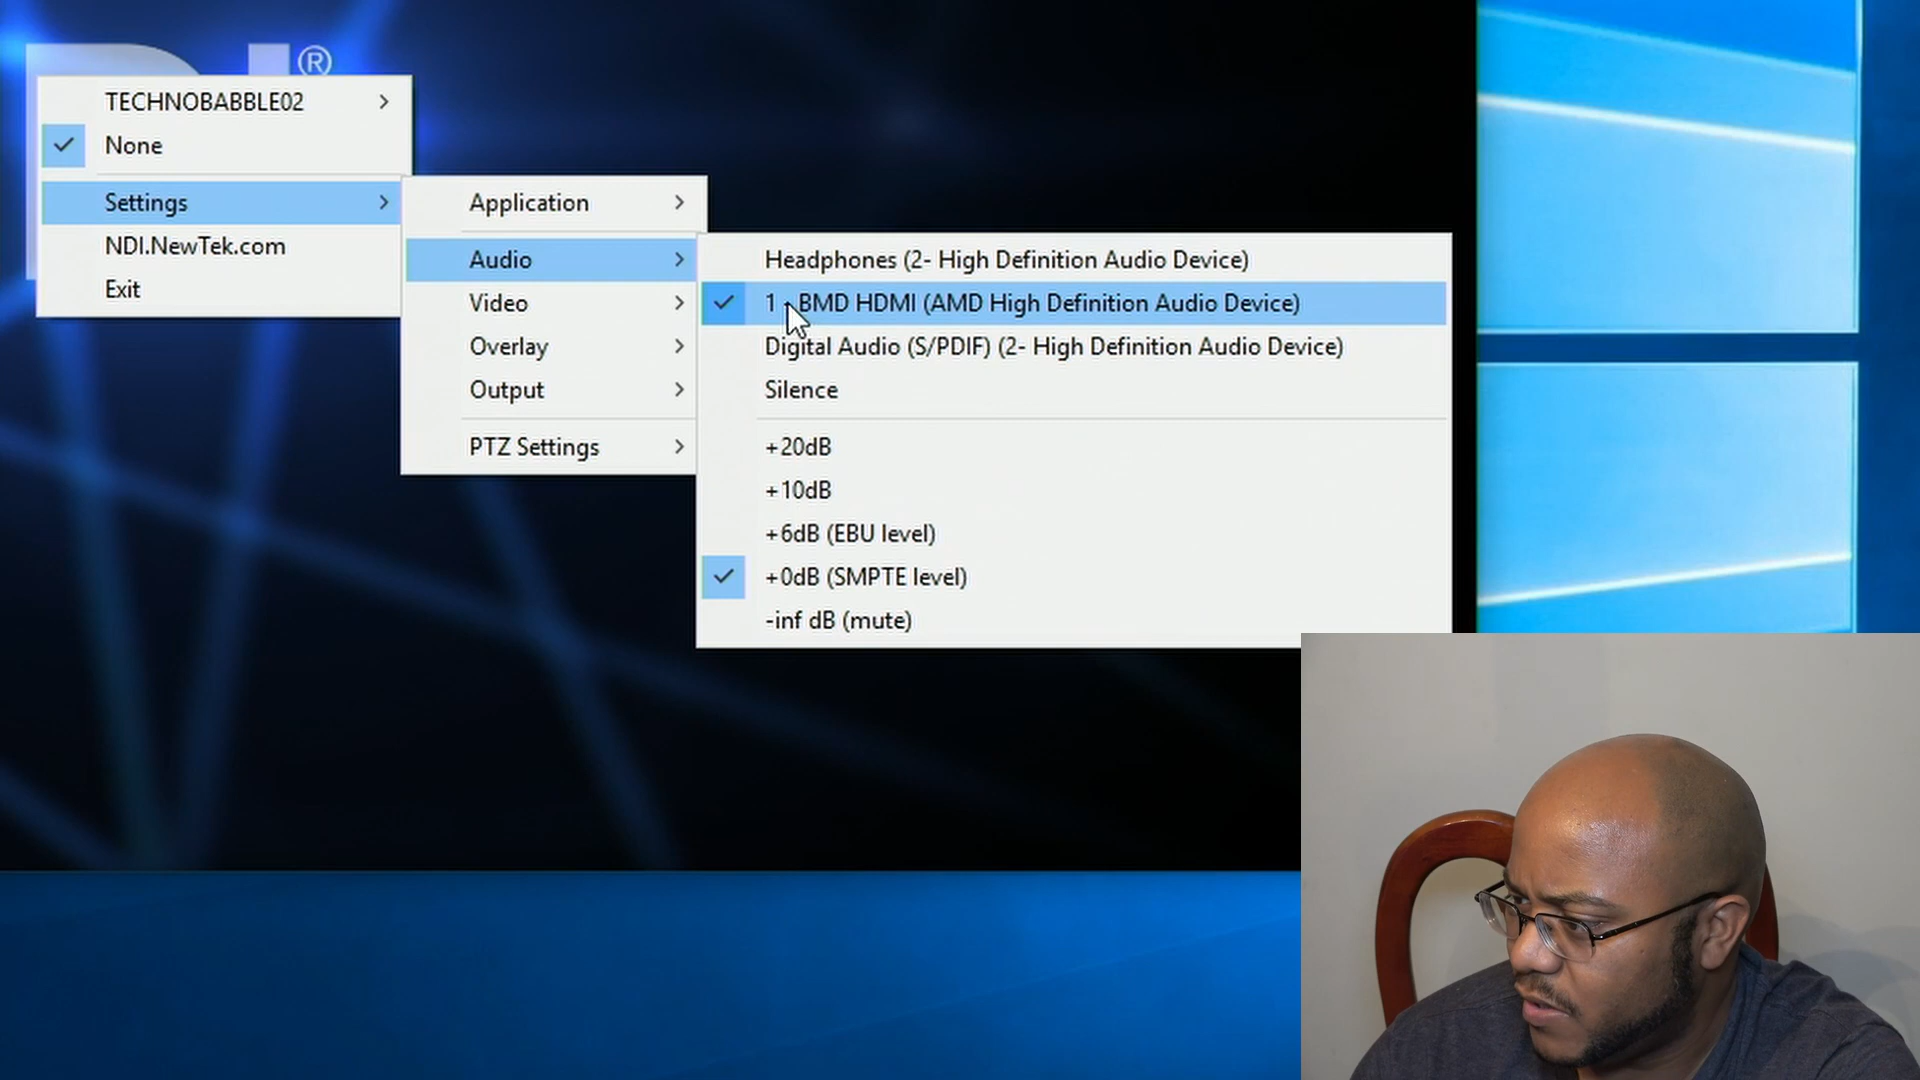 ®
TECHNOBABBLE02
None
Settings
NDI.NewTek.com
Exit
Application
Audio
Video
Overlay
Output
PTZ Settings
Headphones (2- High Definition Audio Device)
1 - BMD HDMI (AMD High Definition Audio Device)
Digital Audio (S/PDIF) (2- High Definition Audio Device)
Silence
+20dB
+10dB
+6dB (EBU level)
+0dB (SMPTE level)
-inf dB (mute)